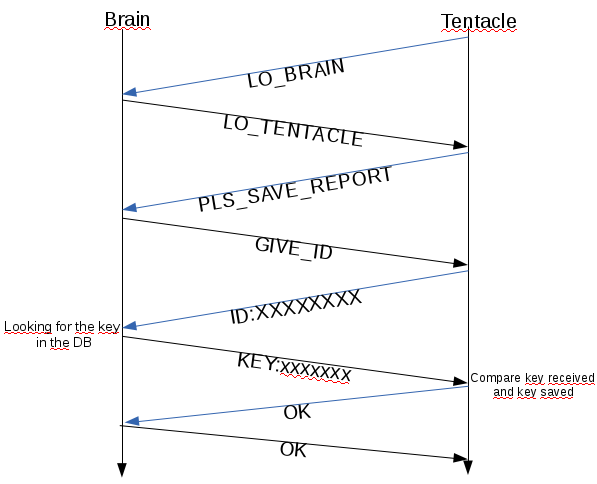 Brain
Tentacle
LO_BRAIN
LO_TENTACLE
PLS_SAVE_REPORT
GIVE_ID
ID:XXXXXXXX
Looking for the key
in the DB
KEY:xxxxxxx
Compare key received
and key saved
OK
OK